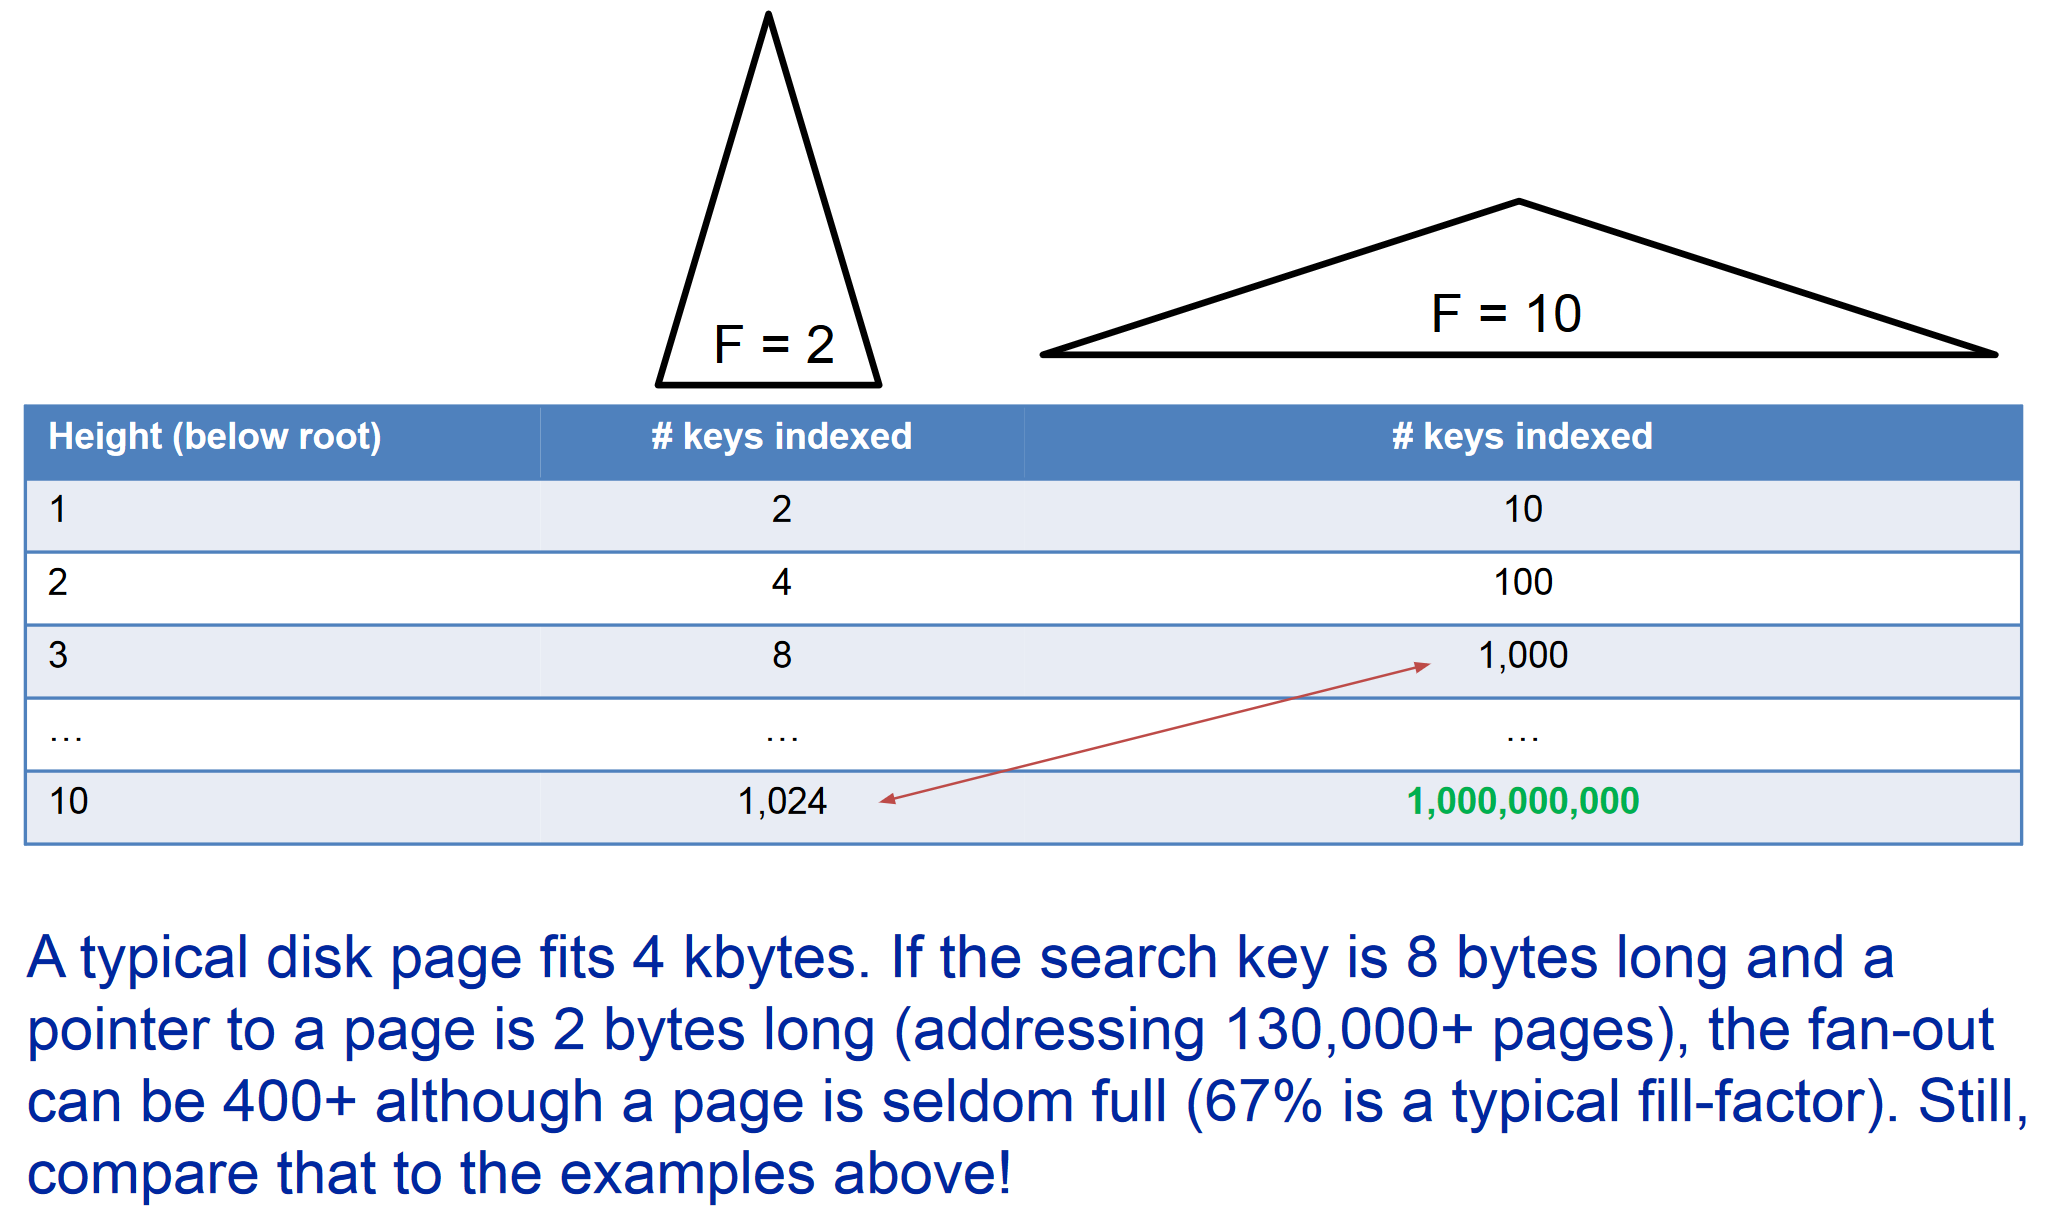 F = 2
F = 10
Height (below root) # keys indexed # keys indexed
1 2 10
2 4 100
3 8 1,000
... ... ...
10 1,024 1,000,000,000
A typical disk page fits 4 kbytes. If the search key is 8 bytes long and a
pointer to a page is 2 bytes long (addressing 130,000+ pages), the fan-out
can be 400+ although a page is seldom full (67% is a typical fill-factor). Still,
compare that to the examples above!